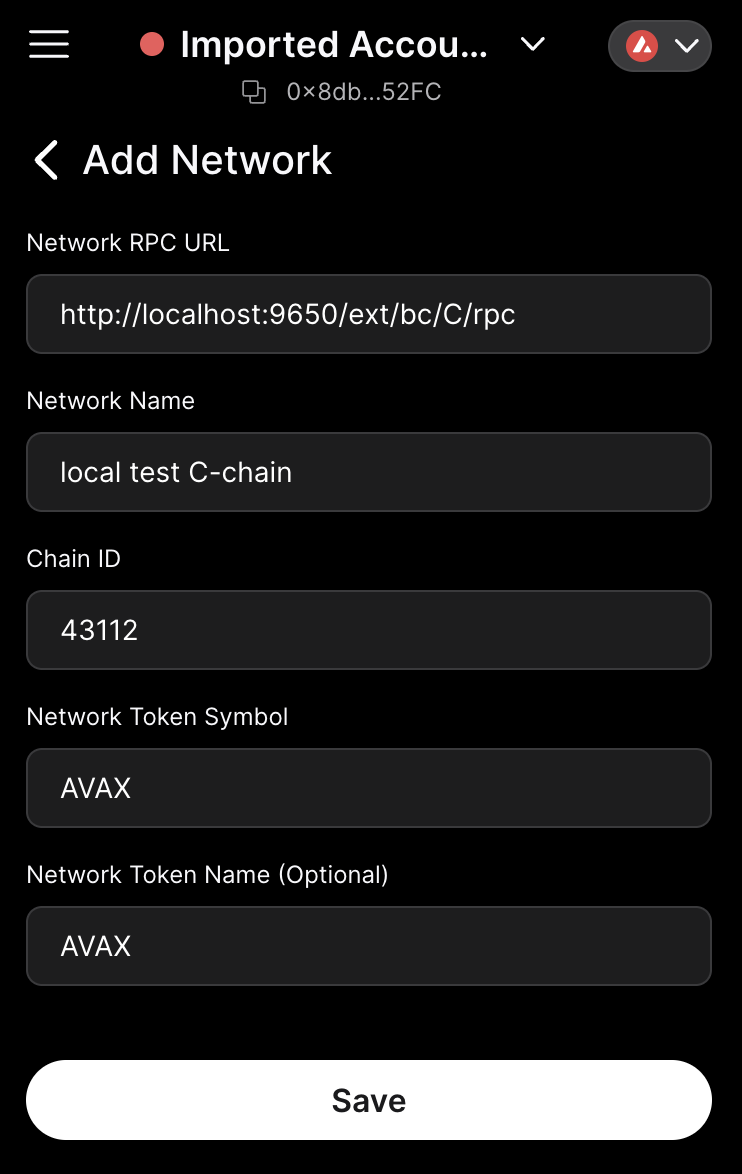 Imported Accou...
0×8db...52FC
Add Network
Network RPC URL
http://localhost:9650/ext/bc/C/rpc
Network Name
local test C-chain
Chain ID
43112
Network Token Symbol
AVAX
Network Token Name (Optional)
AVAX
Save